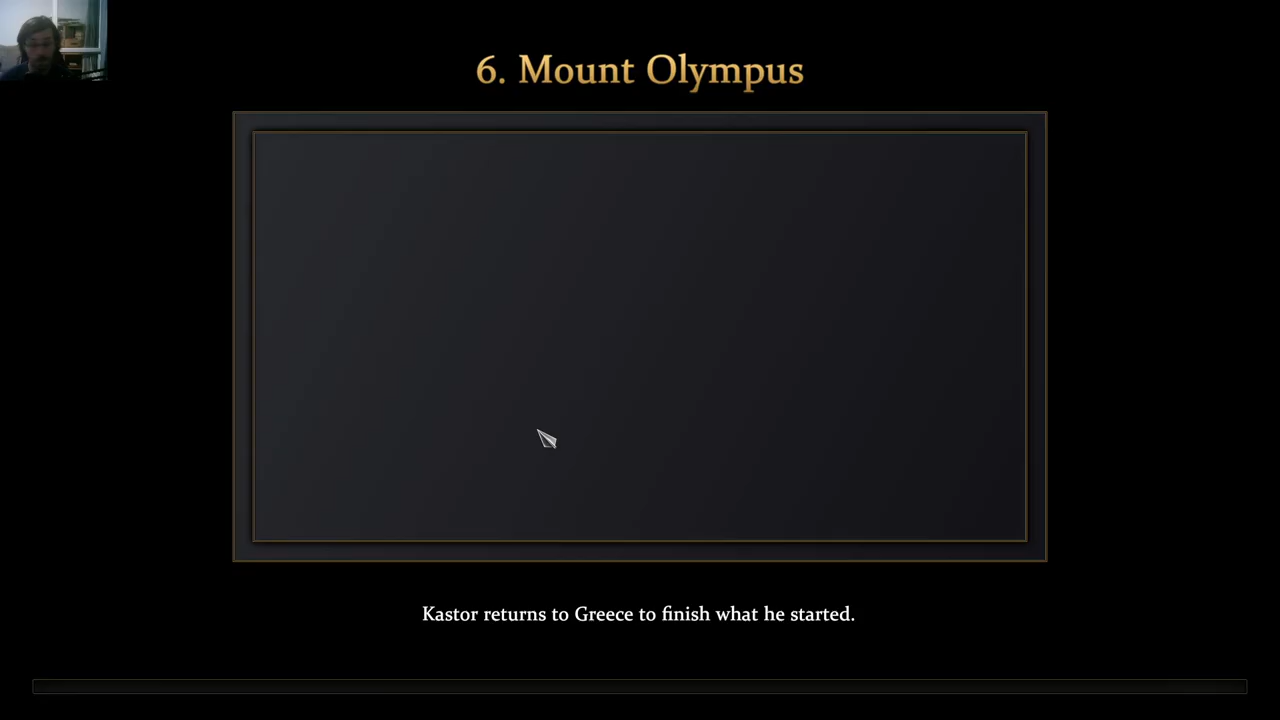 6. Mount Olympus
Kastor returns to Greece to finish what he started.